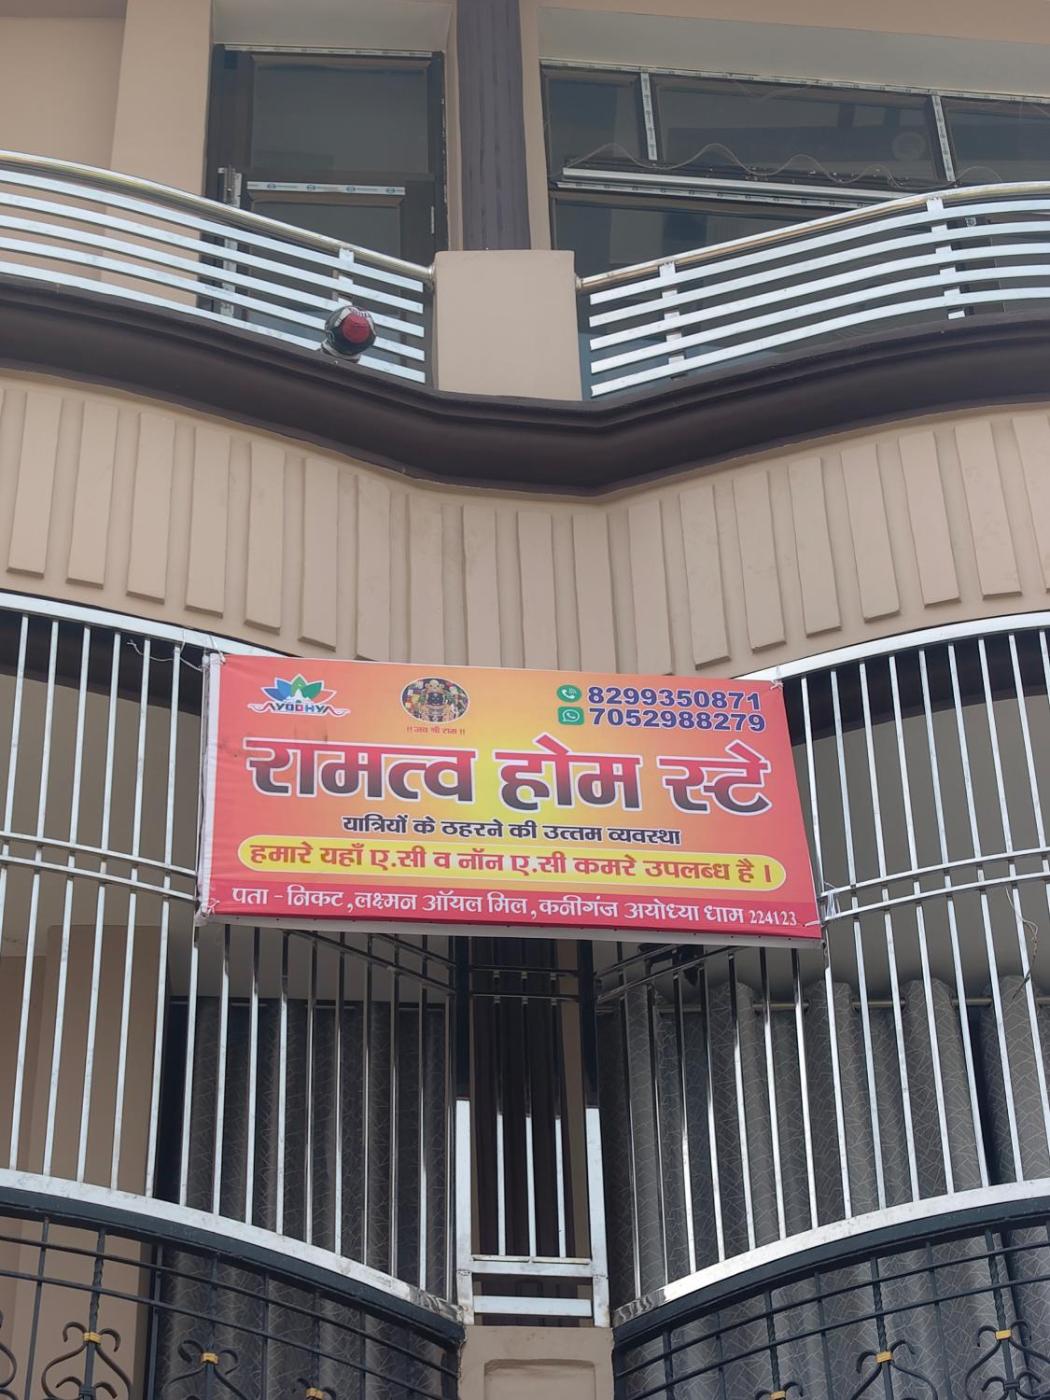 AYODHYA
!! जय श्री राम !!
8299350871
7052988279
रामत्व होम स्टे
यात्रियों के ठहरने की उत्तम व्यवस्था
हमारे यहाँ ए.सी व नॉन ए.सी कमरे उपलब्ध है।
पता - निकट ,लक्ष्मन ऑयल मिल ,कनीगंज अयोध्या धाम 224123